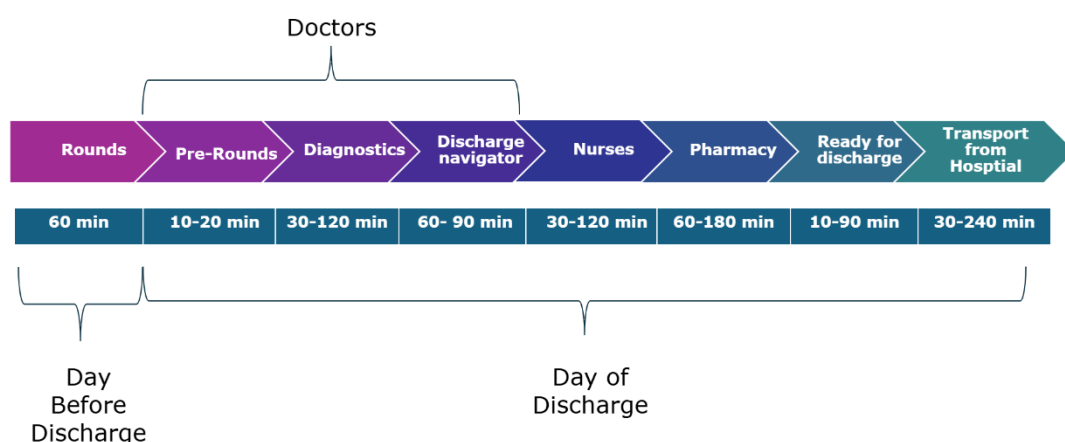 Doctors
Rounds
Pre-Rounds
Diagnostics
Discharge
navigator
Nurses
Pharmacy
Ready for
discharge
Transport
from
Hosptial
60 min
10-20 min
30-120 min
60- 90 min
30-120 min
60-180 min
10-90 min
30-240 min
Day
Before
Discharge
Day of
Discharge